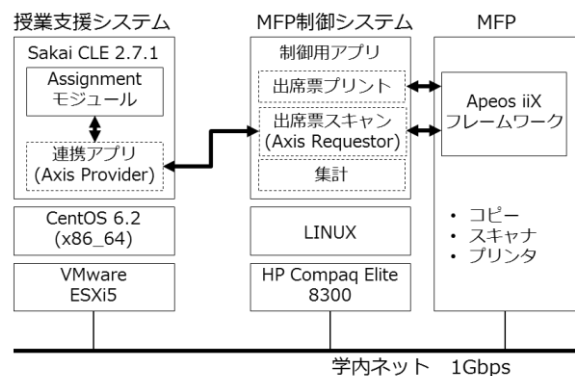 授業支援システム
Sakai CLE 2.7.1
Assignment
モジュール
連携アプリ
(Axis Provider)
CentOS 6.2
(x86_64)
VMware
ESXi5
MFP制御システム
制御用アプリ
出席票プリント
出席票スキャン
(Axis Requestor)
集計
LINUX
HP Compaq Elite
8300
MFP
Apeos iiX
フレームワーク
• コピー
• スキャナ
• プリンタ
学内ネット 1Gbps